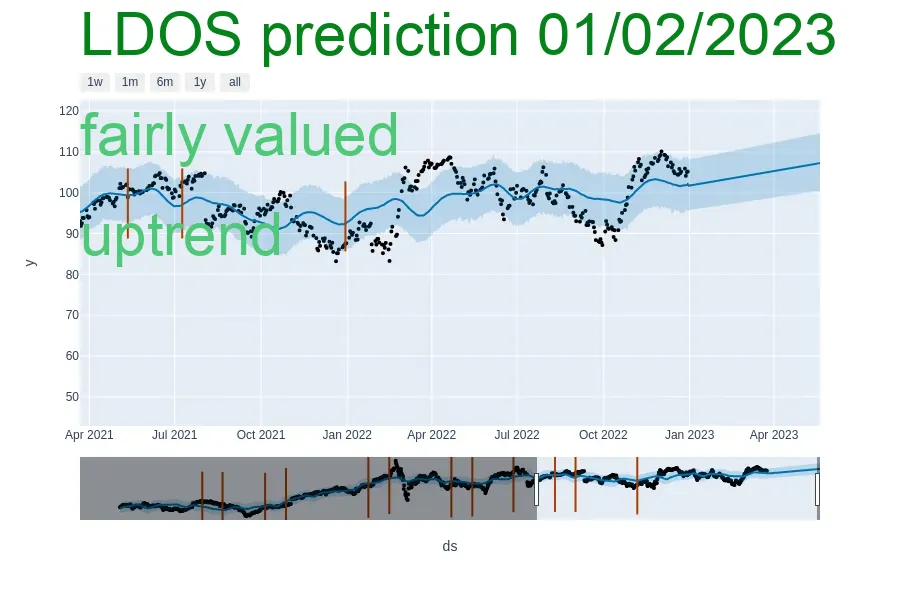 LDOS prediction 01/02/2023
1w 1m 6m 1y all
120
fairly valued
110
100
90
uptrend
y
80
70
60
50
Apr 2021 Jul 2021 Oct 2021 Jan 2022 Apr 2022 Jul 2022 Oct 2022 Jan 2023 Apr 2023
ds